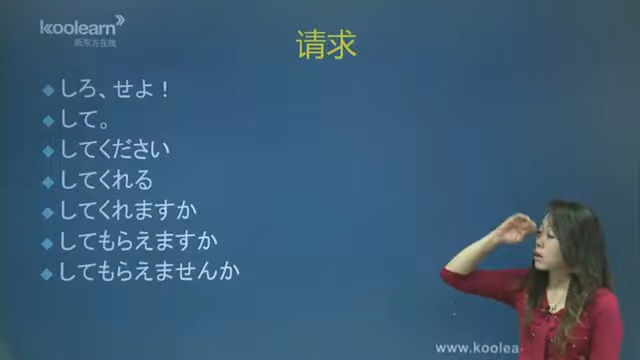 koolearn
新东方在线
请求
しろ、せよ！
して。
してください
してくれる
してくれますか
してもらえますか
してもらえませんか
www.koolea